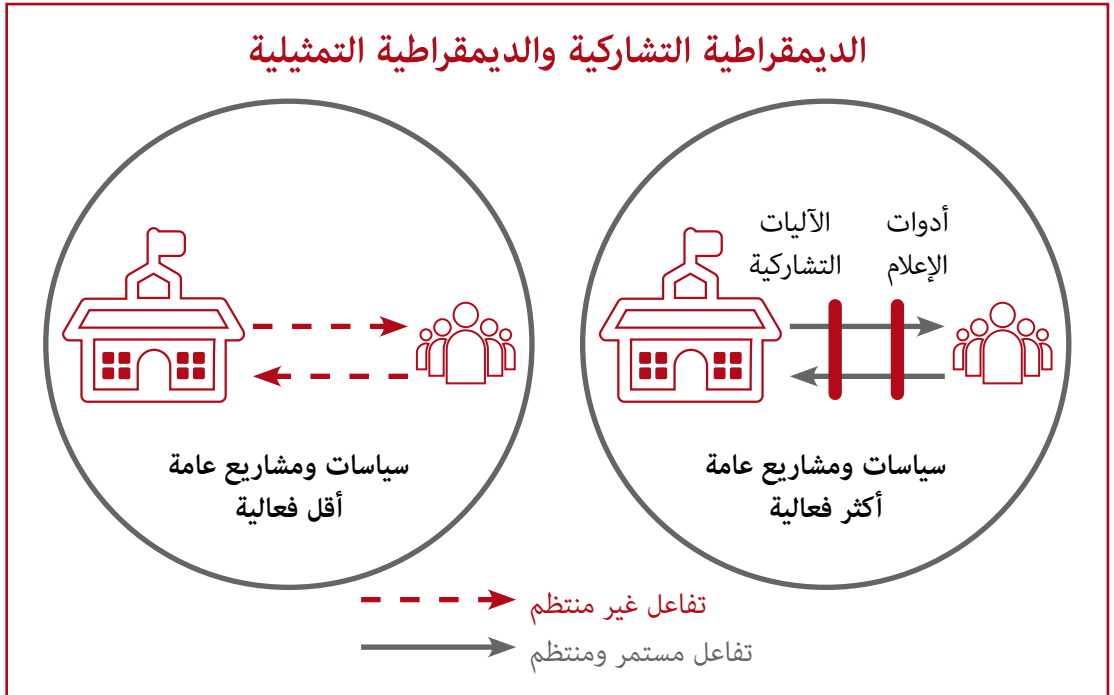 الديمقراطية التشاركية والديمقراطية التمثيلية
أدوات
الإعلام
الآليات
التشاركية
سياسات ومشاريع عامة
أكثر فعالية
سياسات ومشاريع عامة
أقل فعالية
تفاعل غير منتظم
تفاعل مستمر ومنتظم